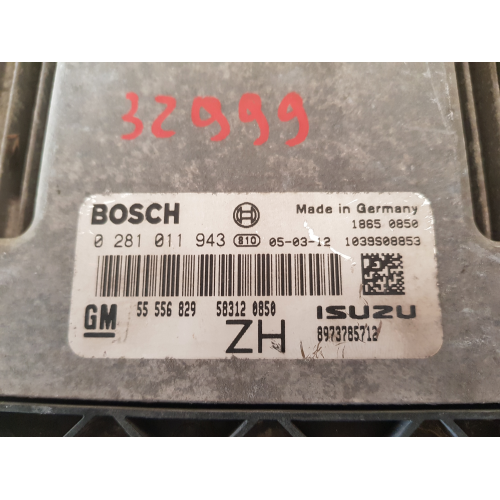 32999
BOSCH Made in Germany
1865 0850
0 281 011 943 810 05-03-12 1039S08853
GM 55 556 829 58312 0850 ISUZU
ZH 8973785712